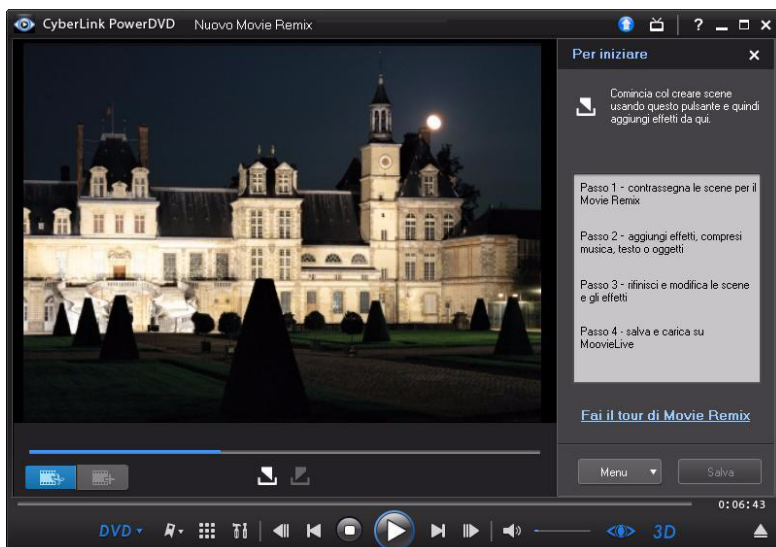 CyberLink PowerDVD Nuovo Movie Remix
?
Per iniziare
Comincia col creare scene
usando questo pulsante e quindi
aggiungi effetti da qui.
Passo 1 - contrassegna le scene per il
Movie Remix
Passo 2 - aggiungi effetti, compresi
musica, testo o oggetti
Passo 3 - rifinisci e modifica le scene
e gli effetti
Passo 4 - salva e carica su
MoovieLive
Fai il tour di Movie Remix
Menu
Salva
0:06:43
DVD
3D